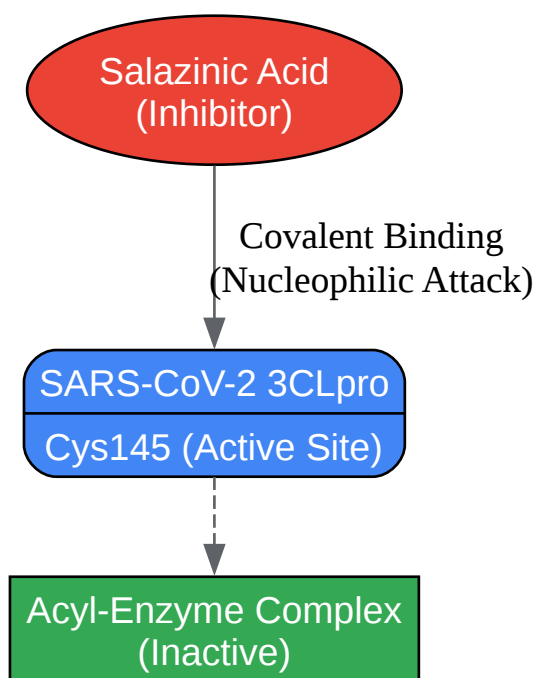 Salazinic Acid
(Inhibitor)
Covalent Binding
(Nucleophilic Attack)
SARS-CoV-2 3CLpro
Cys145 (Active Site)
Acyl-Enzyme Complex
(Inactive)